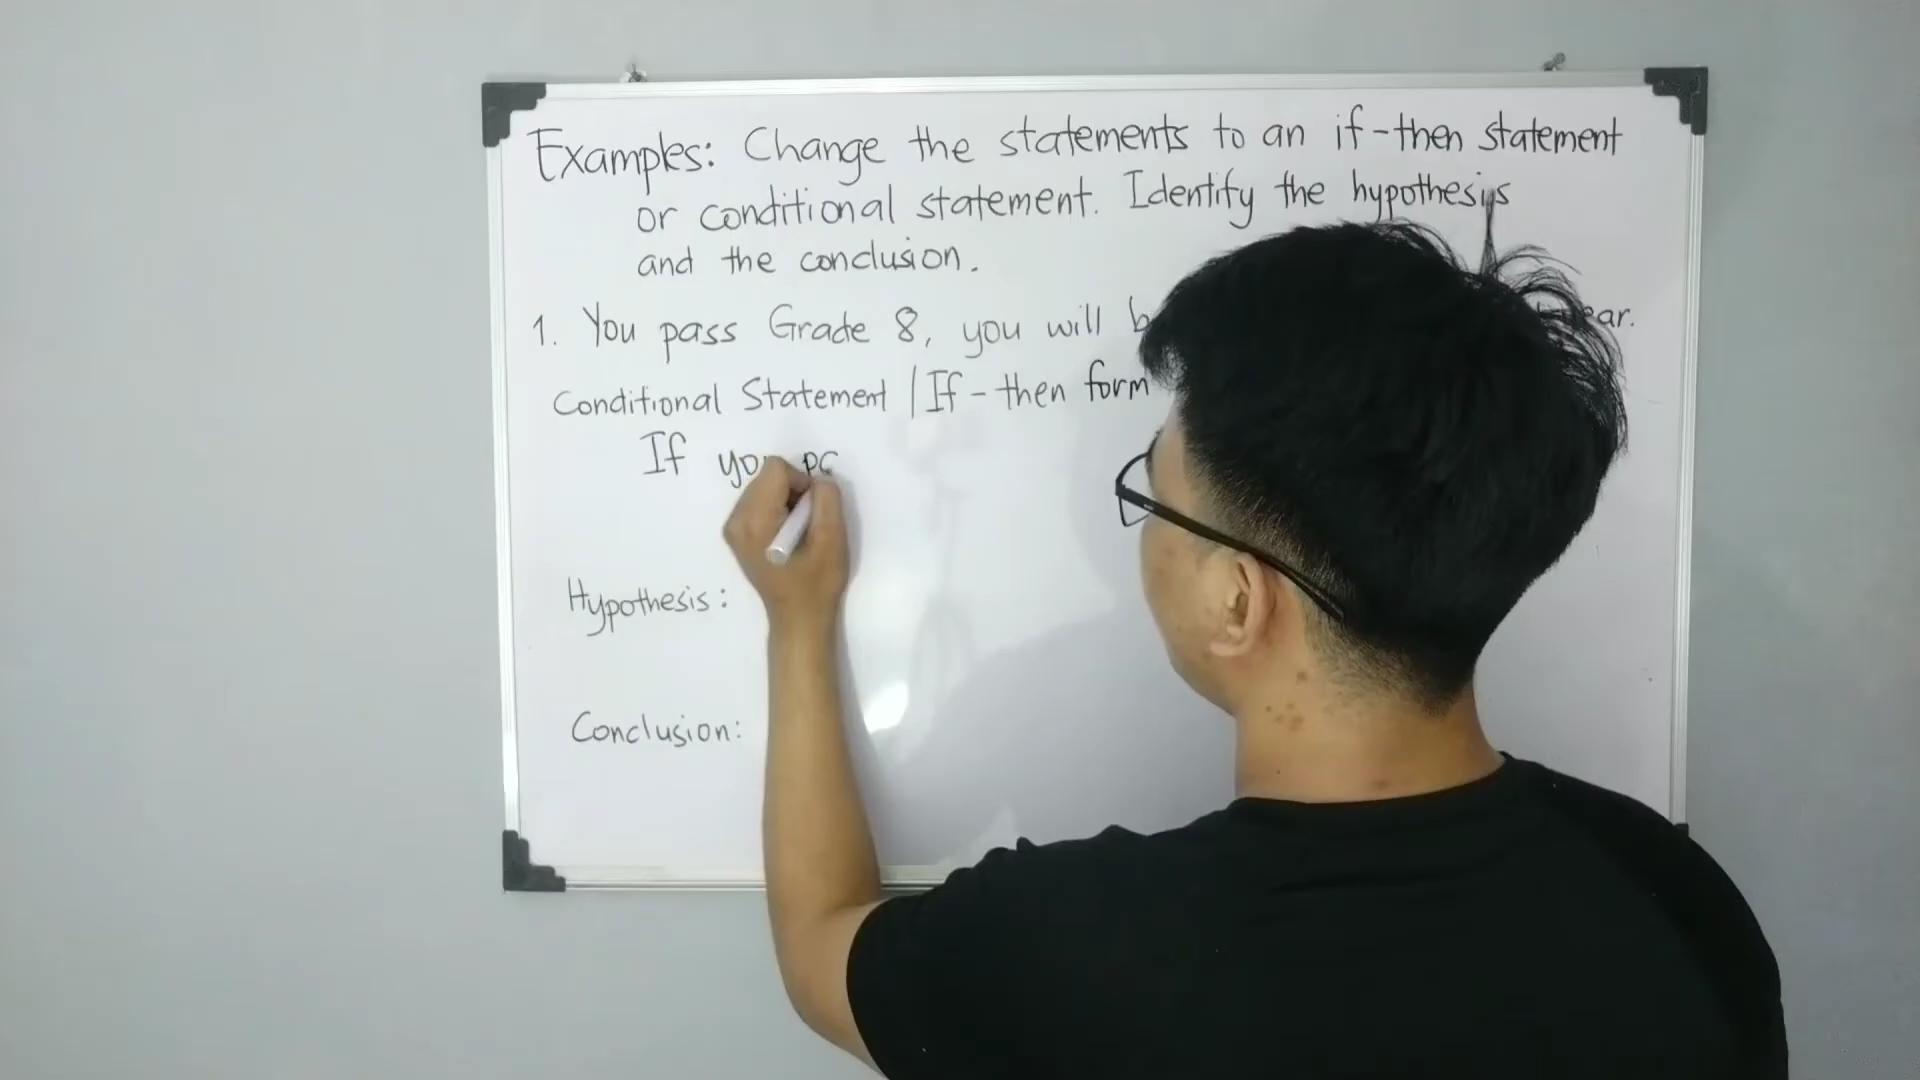 Examples: Change the statements to an if-then statement
or conditional statement. Identify the hypothesis
and the conclusion.
1. You pass Grade 8, you will
Conditional Statement / If-then form
If you
Hypothesis:
Conclusion: